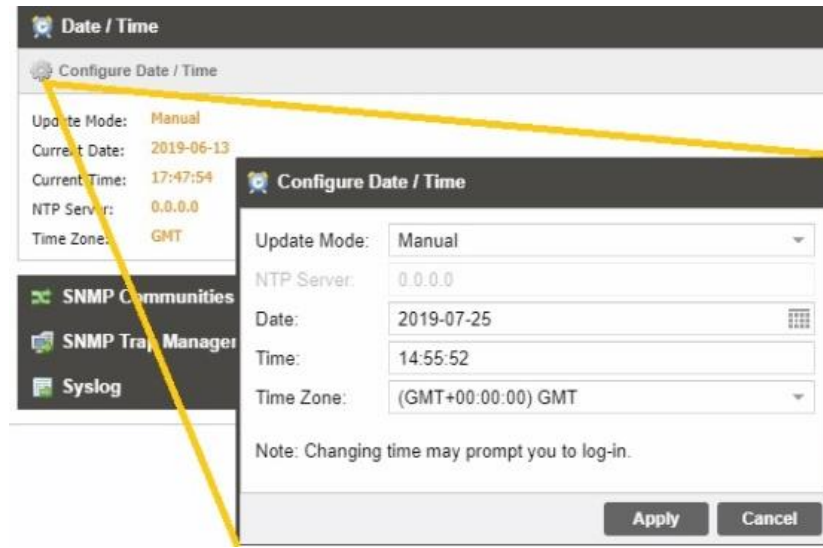 Date / Time
Configure Date / Time
Update Mode: Manual
Current Date: 2019-06-13
Current Time: 17:47:54
NTP Server: 0.0.0.0
Time Zone: GMT
SNMP Communities
SNMP Trap Manager
Syslog
Configure Date / Time
Update Mode: Manual
NTP Server: 0.0.0.0
Date: 2019-07-25
Time: 14:55:52
Time Zone: (GMT+00:00:00) GMT
Note: Changing time may prompt you to log-in.
Apply Cancel